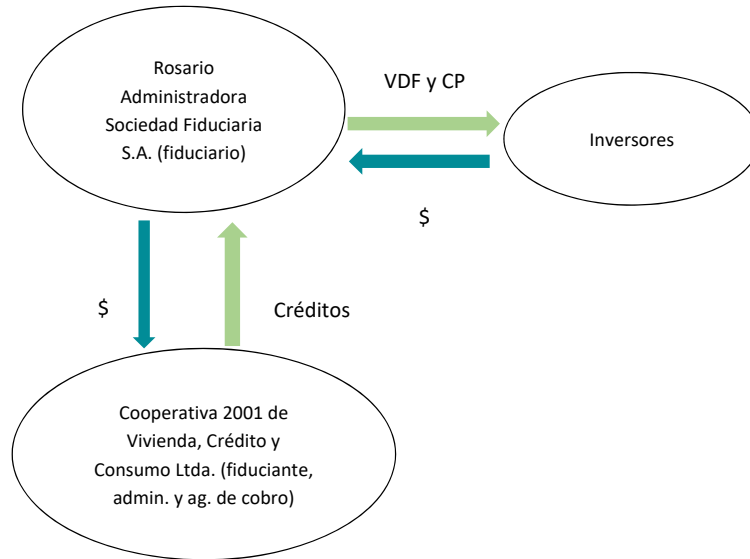 Rosario
Administradora
Sociedad Fiduciaria
S.A. (fiduciario)
VDF y CP
Inversores
$
$
Créditos
Cooperativa 2001 de
Vivienda, Crédito y
Consumo Ltda. (fiduciante,
admin. y ag. de cobro)